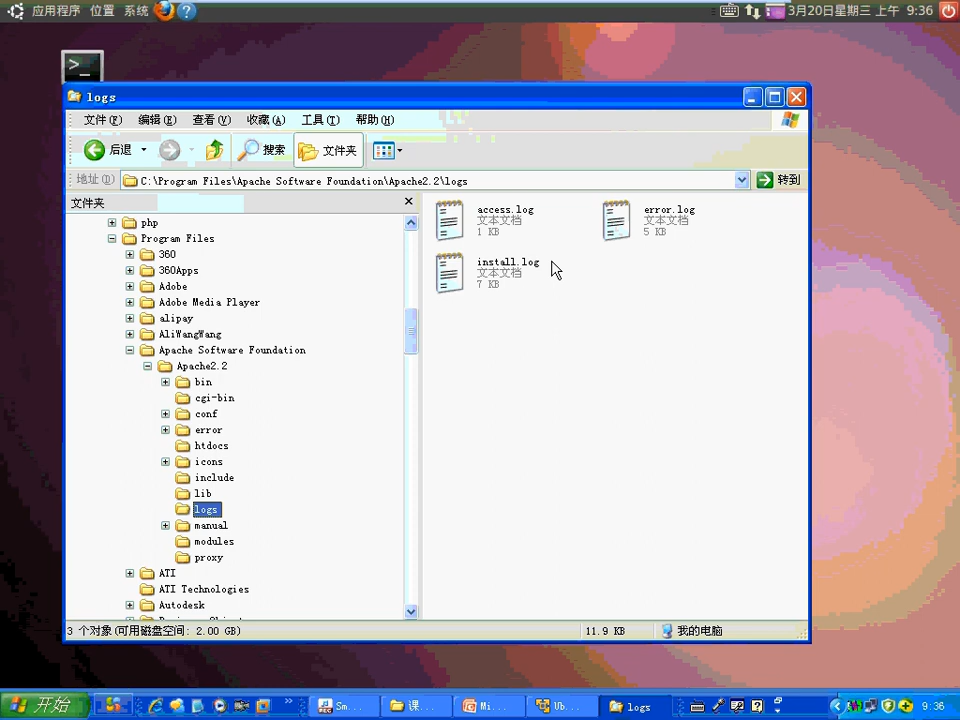 应用程序 位置 系统
3月20日星期三 上午 9:36
logs
文件(F) 编辑(E) 查看(V) 收藏(A) 工具(T) 帮助(H)
后退 搜索 文件夹
地址(D) C:\Program Files\Apache Software Foundation\Apache2.2\logs 转到
文件夹
php
Program Files
360
360Apps
Adobe
Adobe Media Player
alipay
AliWangWang
Apache Software Foundation
Apache2.2
bin
cgi-bin
conf
error
htdocs
icons
include
lib
logs
manual
modules
proxy
ATI
ATI Technologies
Autodesk
access.log
文本文档
1 KB
error.log
文本文档
5 KB
install.log
文本文档
7 KB
3 个对象(可用磁盘空间: 2.00 GB) 11.9 KB 我的电脑
开始 Sm... 课... Mi... Ub... logs 9:36